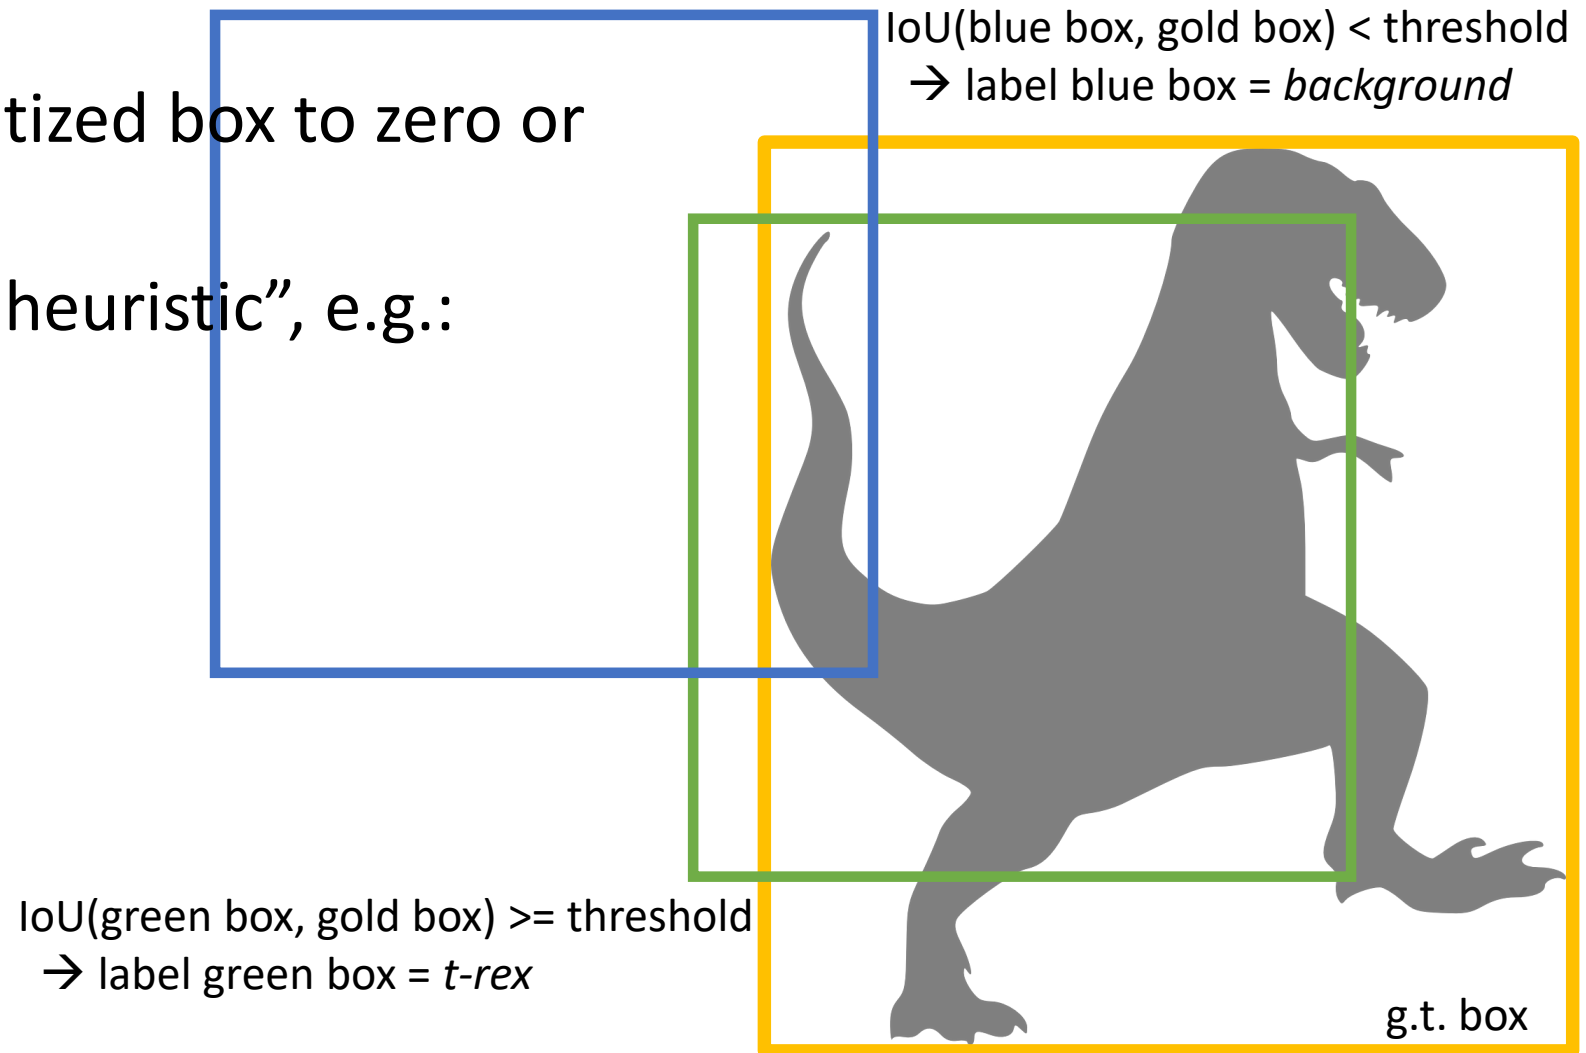 IoU(blue box, gold box) < threshold
→ label blue box = background
tized box to zero or
heuristic”, e.g.:
IoU(green box, gold box) >= threshold
→ label green box = t-rex
g.t. box